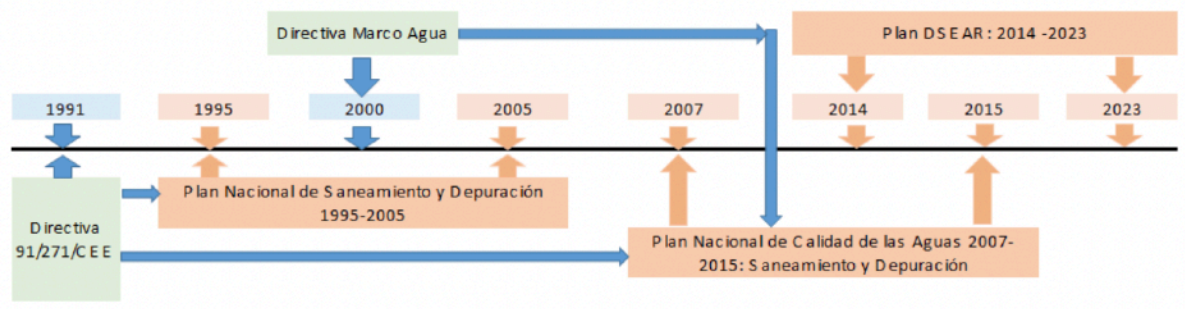 Directiva Marco Agua
Plan DSEAR: 2014 -2023
1991
1995
2000
2005
2007
2014
2015
2023
Directiva
91/271/CEE
Plan Nacional de Saneamiento y Depuración
1995-2005
Plan Nacional de Calidad de las Aguas 2007-
2015: Saneamiento y Depuración